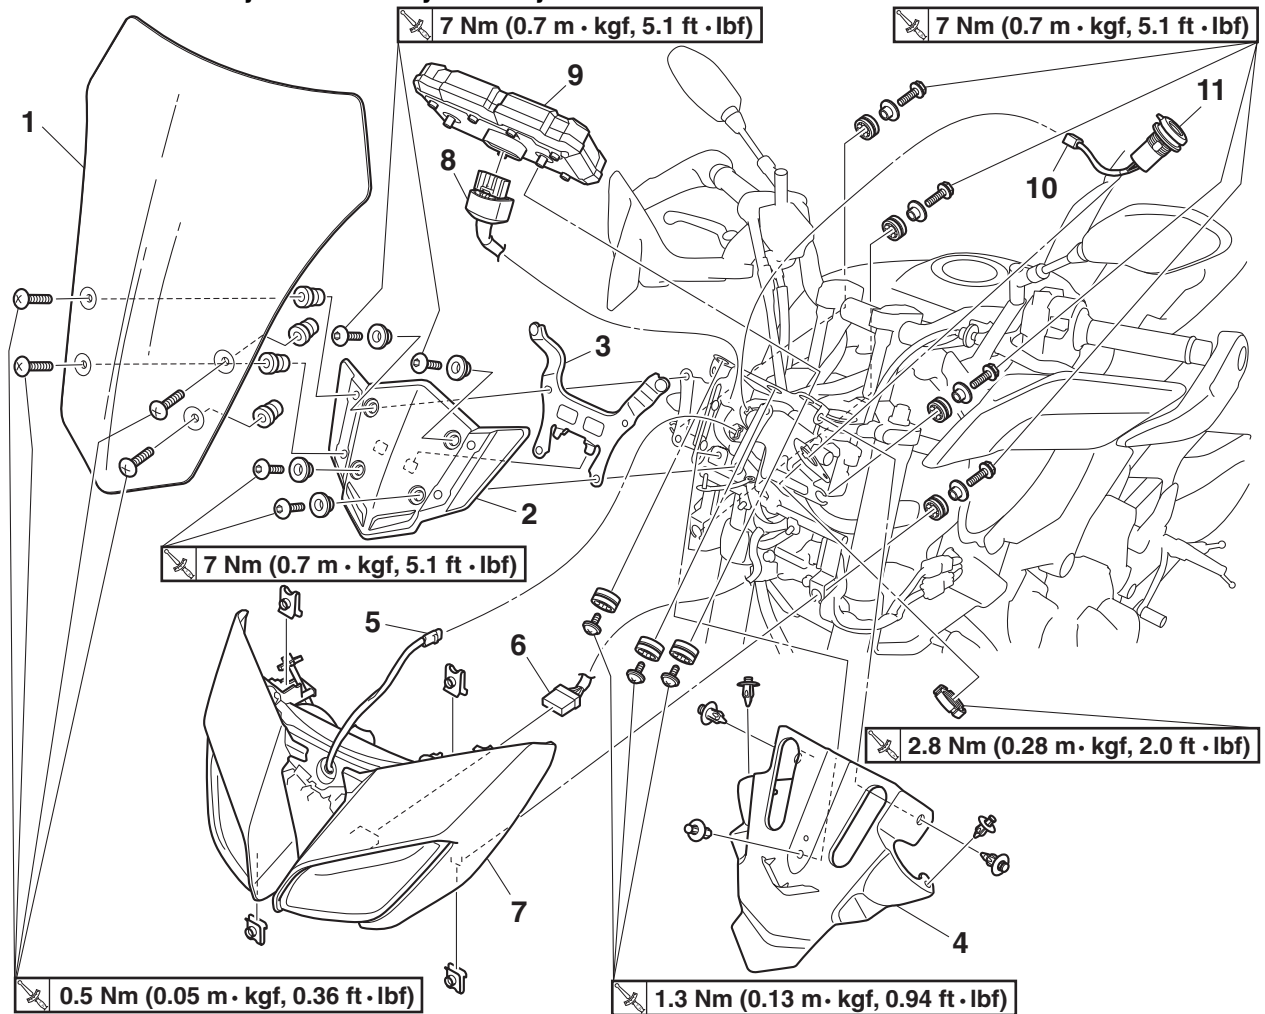 7 Nm (0.7 m・kgf, 5.1 ft・lbf)
7 Nm (0.7 m・kgf, 5.1 ft・lbf)
9
11
1
8
10
3
2
7 Nm (0.7 m・kgf, 5.1 ft・lbf)
5
6
2.8 Nm (0.28 m・kgf, 2.0 ft・lbf)
7
4
0.5 Nm (0.05 m・kgf, 0.36 ft・lbf)
1.3 Nm (0.13 m・kgf, 0.94 ft・lbf)